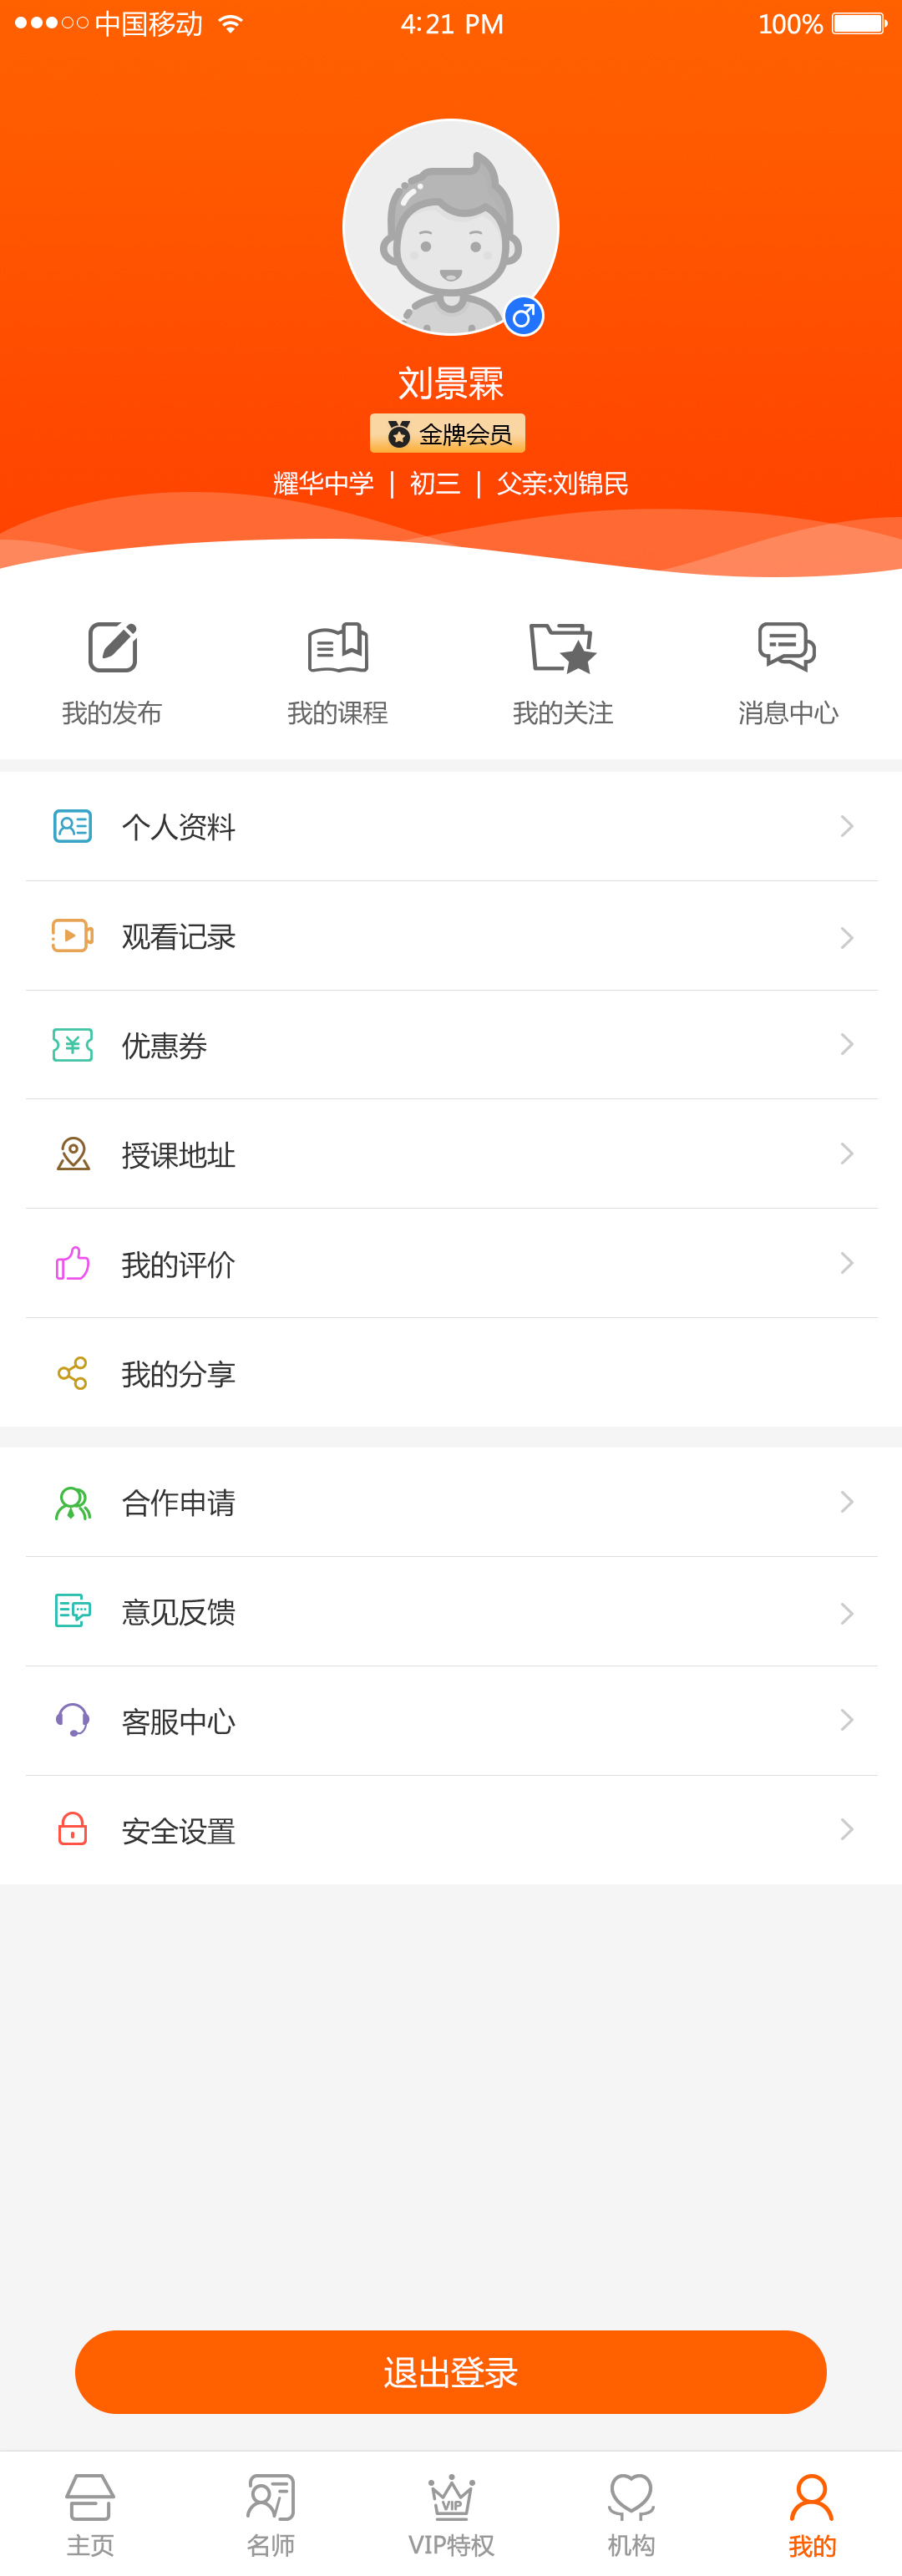 中国移动 4:21 PM 100%
刘景霖
金牌会员
耀华中学 | 初三 | 父亲:刘锦民
我的发布 我的课程 我的关注 消息中心
个人资料
观看记录
优惠券
授课地址
我的评价
我的分享
合作申请
意见反馈
客服中心
安全设置
退出登录
VIP
主页 名师 VIP特权 机构 我的